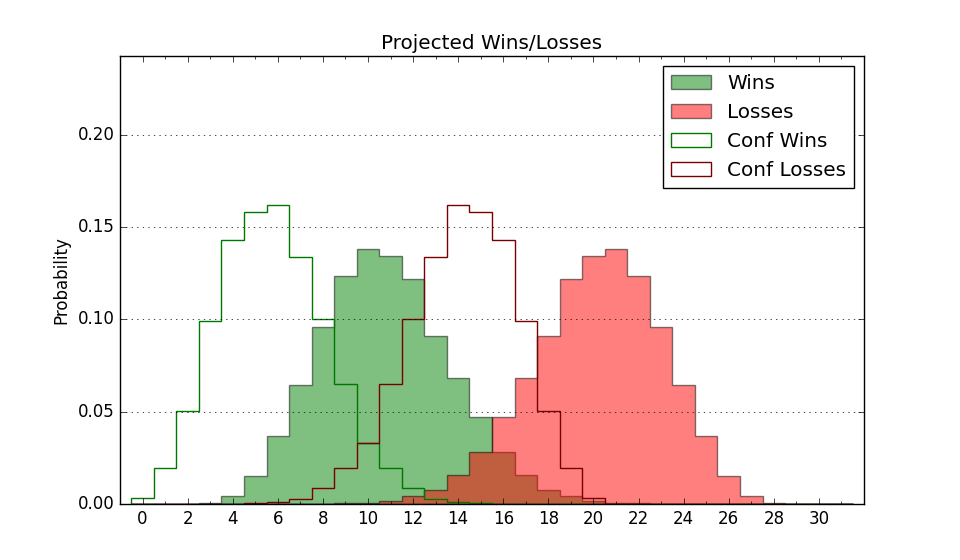 Projected Wins/Losses
Wins
Losses
Conf Wins
Conf Losses
Probability
0.20
0.15
0.10
0.05
0.00
0 2 4 6 8 10 12 14 16 18 20 22 24 26 28 30